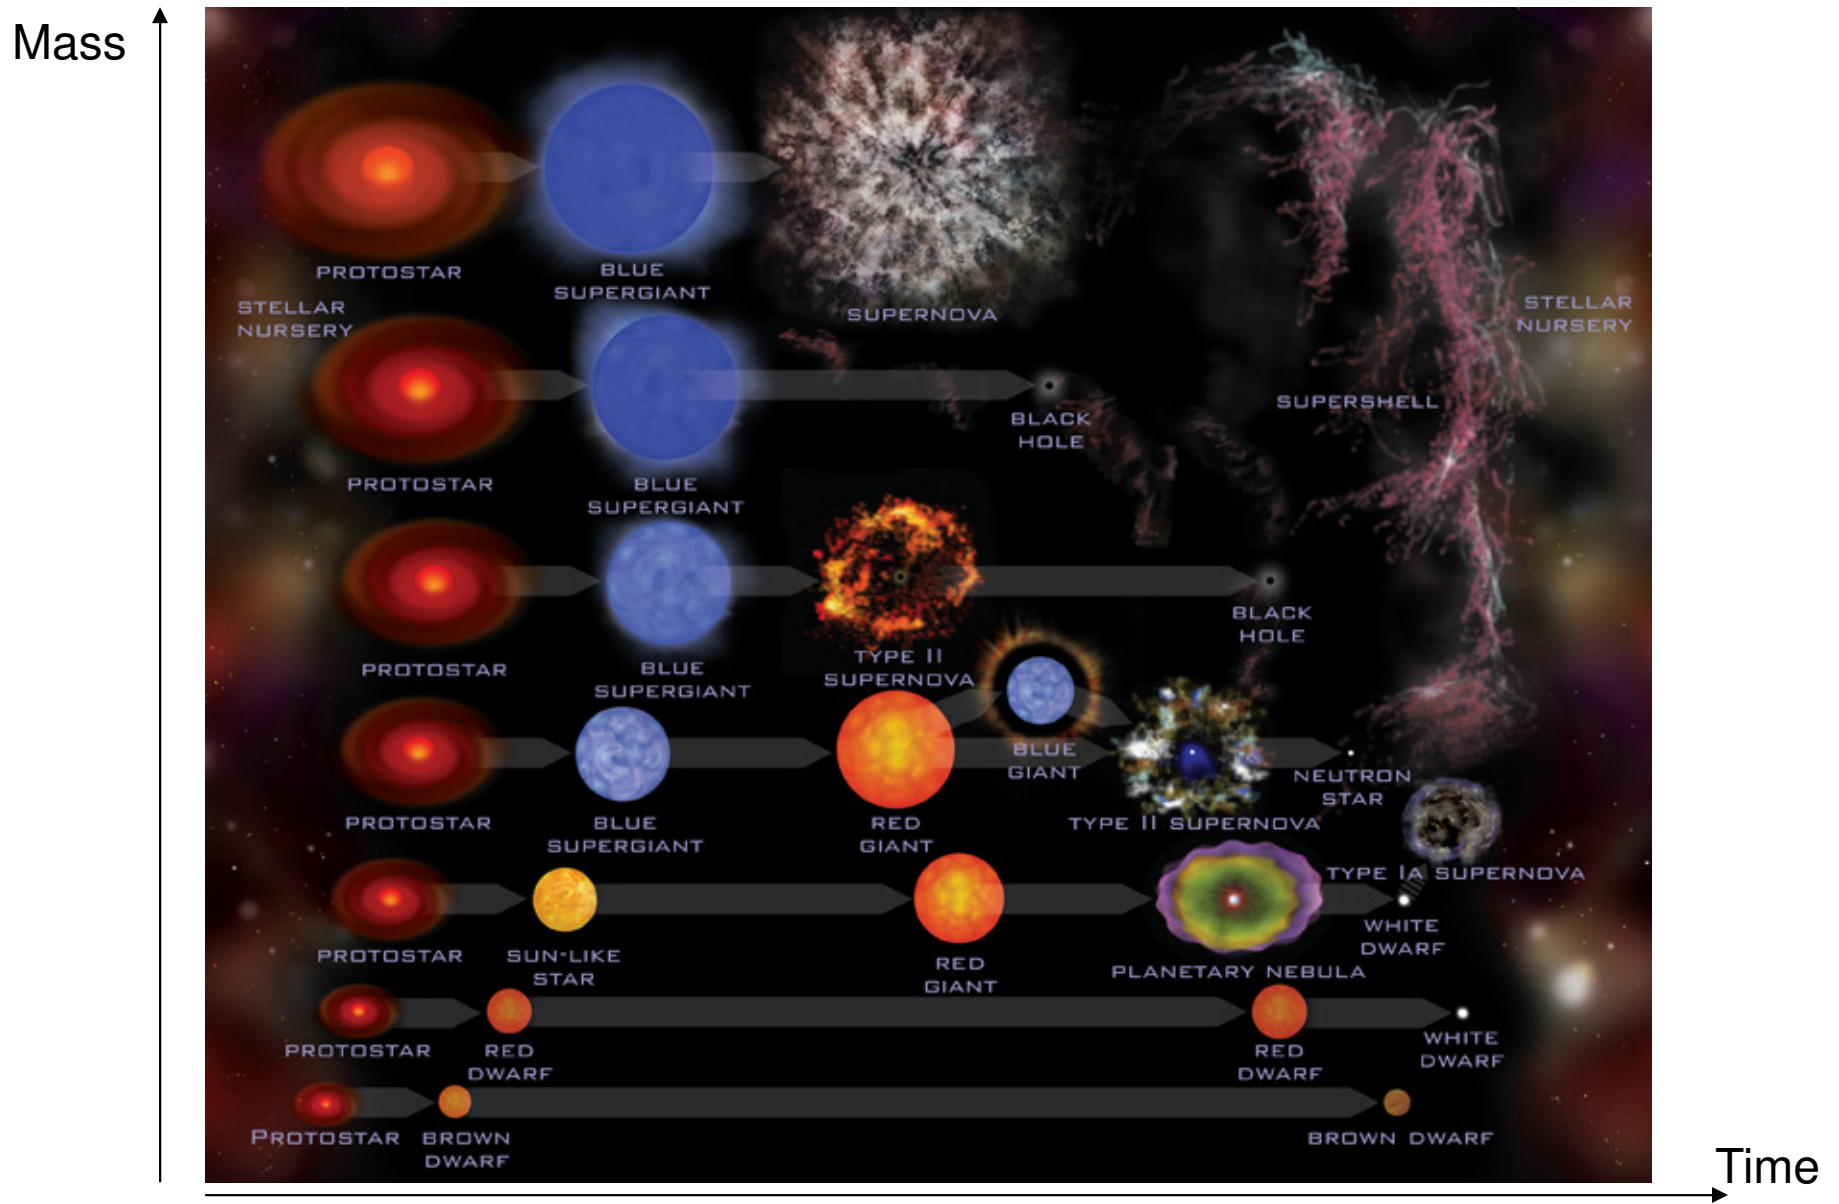 Mass
PROTOSTAR
BLUE
SUPERGIANT
SUPERNOVA
STELLAR
NURSERY
STELLAR
NURSERY
PROTOSTAR
BLUE
SUPERGIANT
BLACK
HOLE
SUPERSHELL
PROTOSTAR
BLUE
SUPERGIANT
TYPE II
SUPERNOVA
BLACK
HOLE
PROTOSTAR
BLUE
SUPERGIANT
RED
GIANT
BLUE
GIANT
TYPE II SUPERNOVA
NEUTRON
STAR
PROTOSTAR
SUN-LIKE
STAR
RED
GIANT
PLANETARY NEBULA
TYPE IA SUPERNOVA
WHITE
DWARF
PROTOSTAR
RED
DWARF
RED
DWARF
WHITE
DWARF
PROTOSTAR
BROWN
DWARF
BROWN DWARF
Time